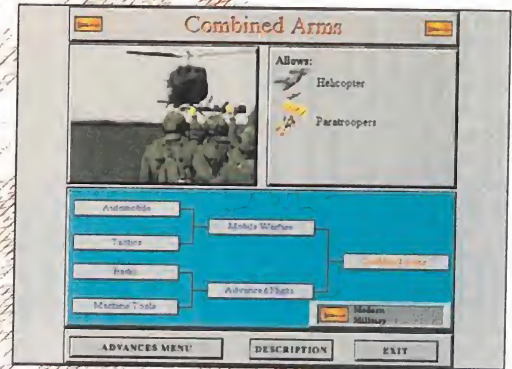 Combined Arms
Allows:
Helicopter
Paratroopers
Automobile
Tactics
Mobile Warfare
Radio
Advanced Flight
Machine Tools
Combined Arms
Modern
Military
ADVANCES MENU
DESCRIPTION
EXIT